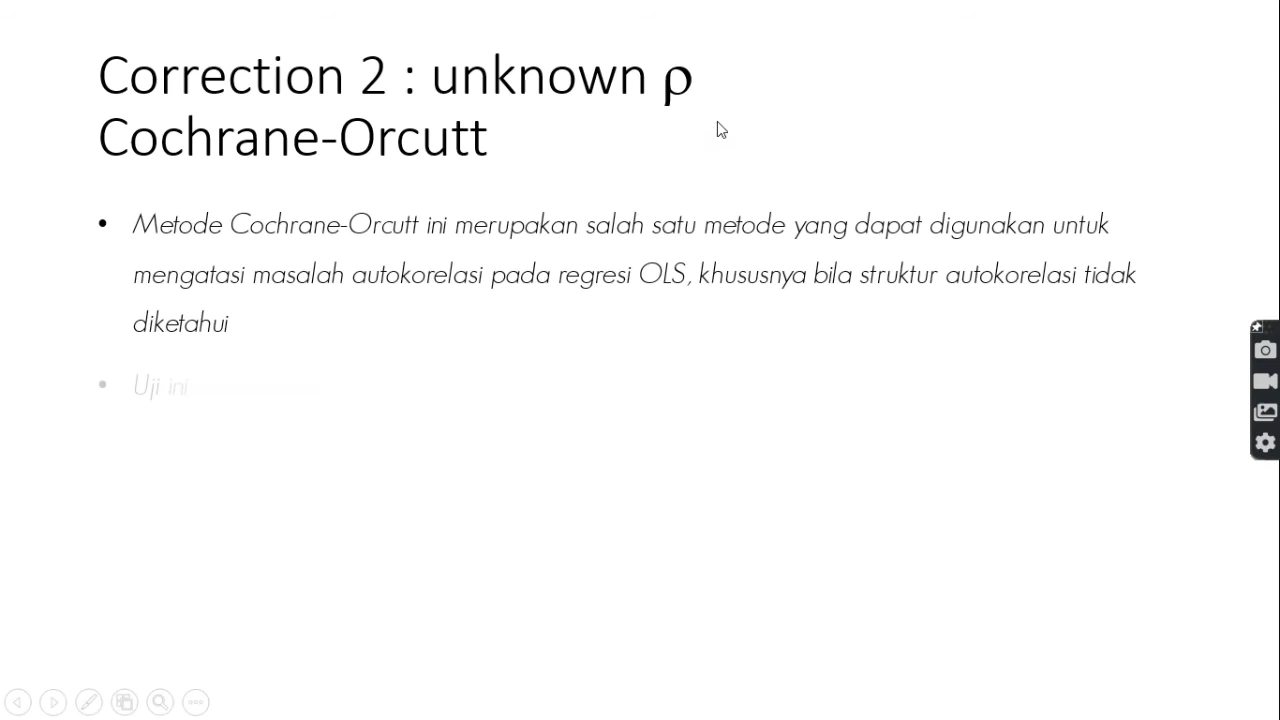 Correction 2 : unknown ρ
Cochrane-Orcutt
• Metode Cochrane-Orcutt ini merupakan salah satu metode yang dapat digunakan untuk
mengatasi masalah autokorelasi pada regresi OLS, khususnya bila struktur autokorelasi tidak
diketahui
• Uji ini